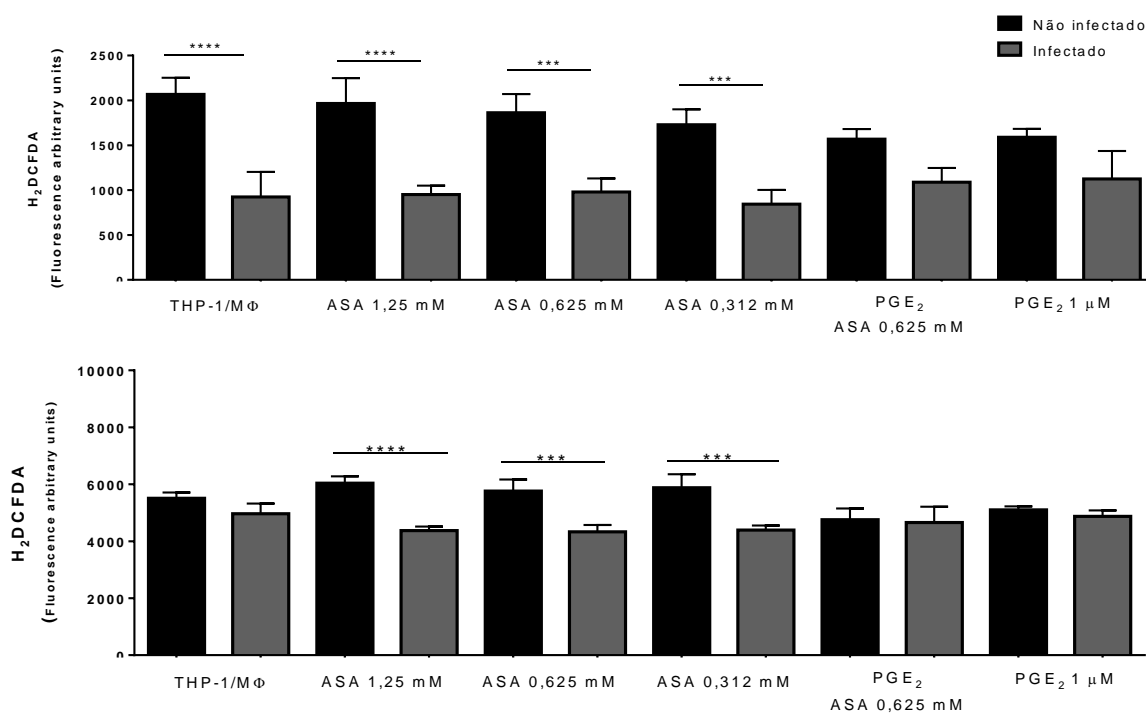 Não infectado
Infectado
H₂DCFDA
(Fluorescence arbitrary units)
2500
2000
1500
1000
500
0
****
****
***
***
THP-1/MΦ
ASA 1,25 mM
ASA 0,625 mM
ASA 0,312 mM
PGE₂
ASA 0,625 mM
PGE₂ 1 μM
H₂DCFDA
(Fluorescence arbitrary units)
10000
8000
6000
4000
2000
0
****
***
***
THP-1/MΦ
ASA 1,25 mM
ASA 0,625 mM
ASA 0,312 mM
PGE₂
ASA 0,625 mM
PGE₂ 1 μM